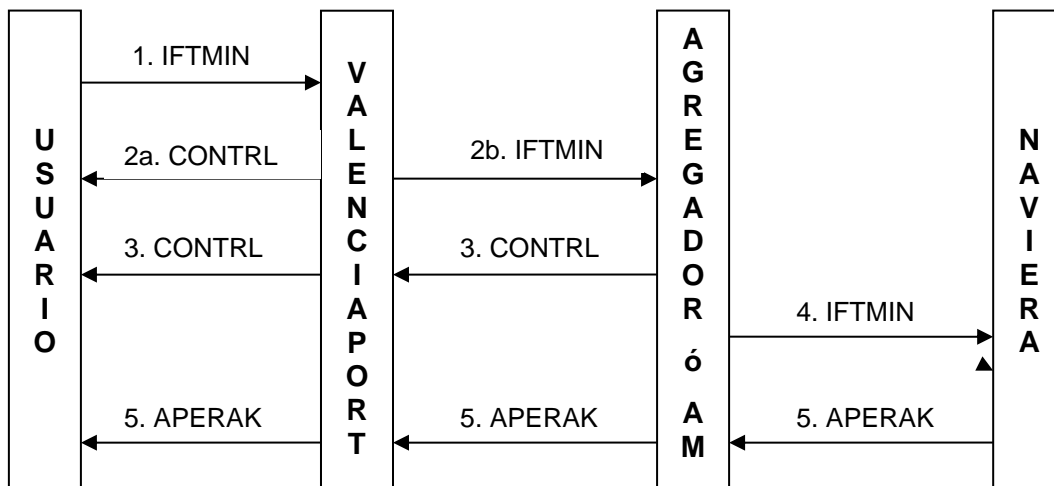 USUARIO
VALENCIAPORT
AGREGADOR ó AM
NAVIERA
1. IFTMIN
2a. CONTRL
2b. IFTMIN
3. CONTRL
3. CONTRL
4. IFTMIN
5. APERAK
5. APERAK
5. APERAK